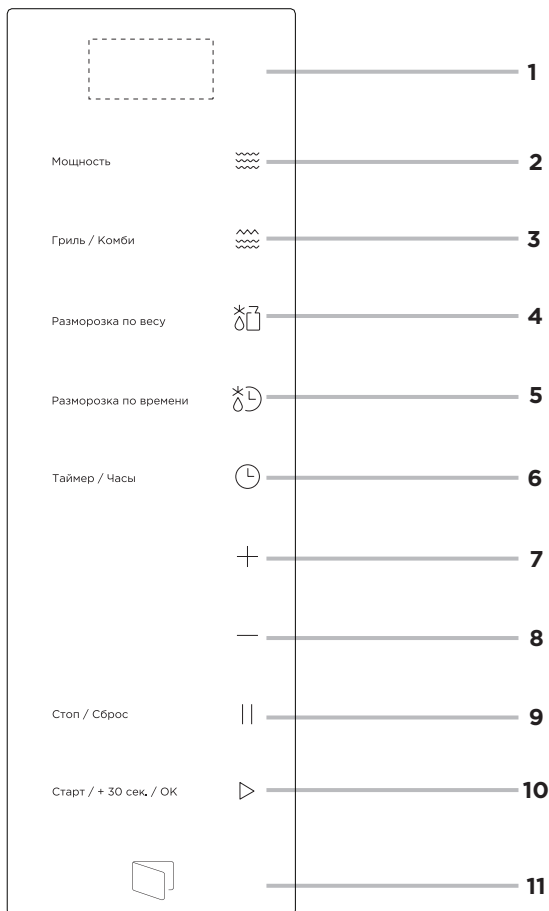 1
Мощность 2
Гриль / Комби 3
Разморозка по весу 4
Разморозка по времени 5
Таймер / Часы 6
+ 7
— 8
Стоп / Сброс 9
Старт / + 30 сек. / ОК 10
11